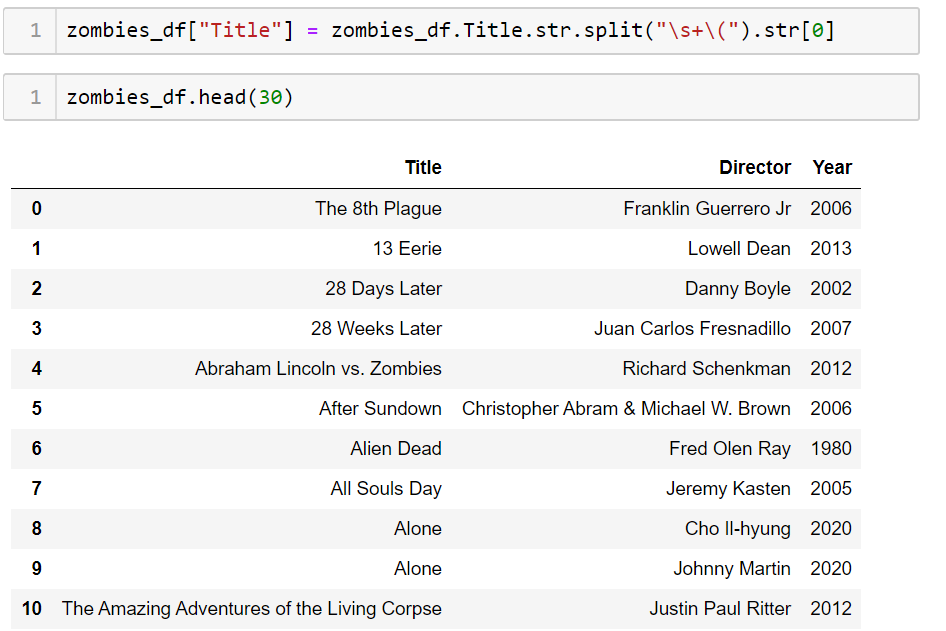 1 zombies_df["Title"] = zombies_df.Title.str.split("\s+\(").str[0]
1 zombies_df.head(30)
Title Director Year
0 The 8th Plague Franklin Guerrero Jr 2006
1 13 Eerie Lowell Dean 2013
2 28 Days Later Danny Boyle 2002
3 28 Weeks Later Juan Carlos Fresnadillo 2007
4 Abraham Lincoln vs. Zombies Richard Schenkman 2012
5 After Sundown Christopher Abram & Michael W. Brown 2006
6 Alien Dead Fred Olen Ray 1980
7 All Souls Day Jeremy Kasten 2005
8 Alone Cho Il-hyung 2020
9 Alone Johnny Martin 2020
10 The Amazing Adventures of the Living Corpse Justin Paul Ritter 2012